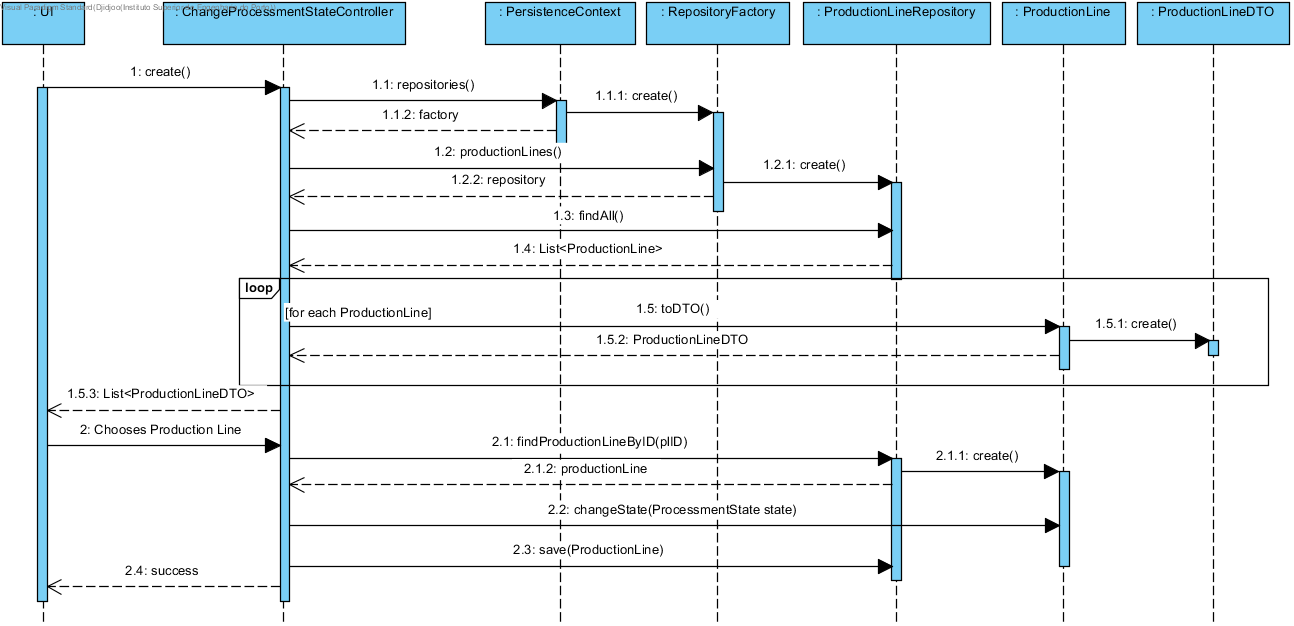 Visual Paradigm Standard(Djidjoo(Instituto Superior de Engenharia do Porto))
: UI
: ChangeProcessmentStateController
: PersistenceContext
: RepositoryFactory
: ProductionLineRepository
: ProductionLine
: ProductionLineDTO
1: create()
1.1: repositories()
1.1.1: create()
1.1.2: factory
1.2: productionLines()
1.2.1: create()
1.2.2: repository
1.3: findAll()
1.4: List<ProductionLine>
loop
[for each ProductionLine]
1.5: toDTO()
1.5.1: create()
1.5.2: ProductionLineDTO
1.5.3: List<ProductionLineDTO>
2: Chooses Production Line
2.1: findProductionLineByID(plID)
2.1.1: create()
2.1.2: productionLine
2.2: changeState(ProcessmentState state)
2.3: save(ProductionLine)
2.4: success